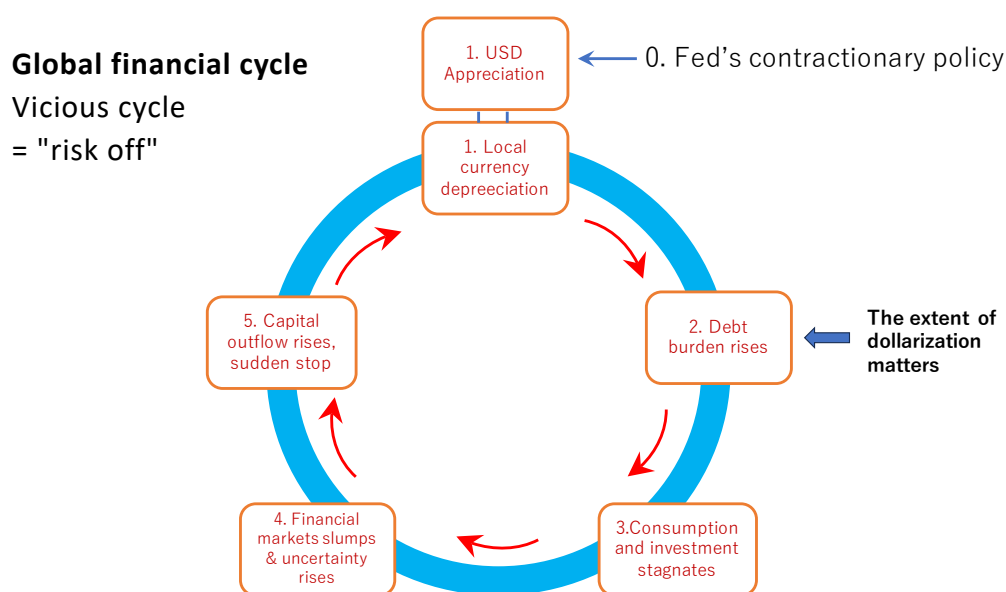 Global financial cycle
Vicious cycle
= "risk off"
1. USD
Appreciation
0. Fed's contractionary policy
1. Local
currency
depreeciation
2. Debt
burden rises
The extent of
dollarization
matters
3.Consumption
and investment
stagnates
4. Financial
markets slumps
& uncertainty
rises
5. Capital
outflow rises,
sudden stop